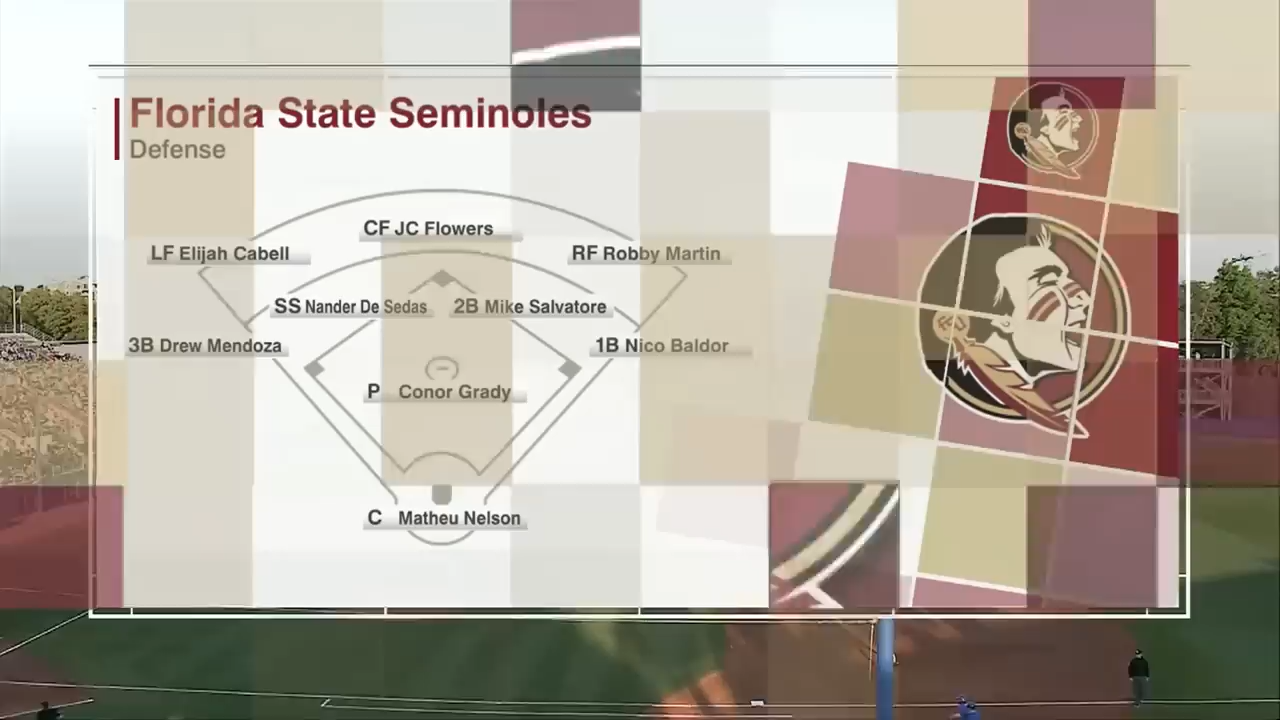 Florida State Seminoles
Defense
CF JC Flowers
LF Elijah Cabell
RF Robby Martin
SS Nander De Sedas
2B Mike Salvatore
3B Drew Mendoza
1B Nico Baldor
P Conor Grady
C Matheu Nelson